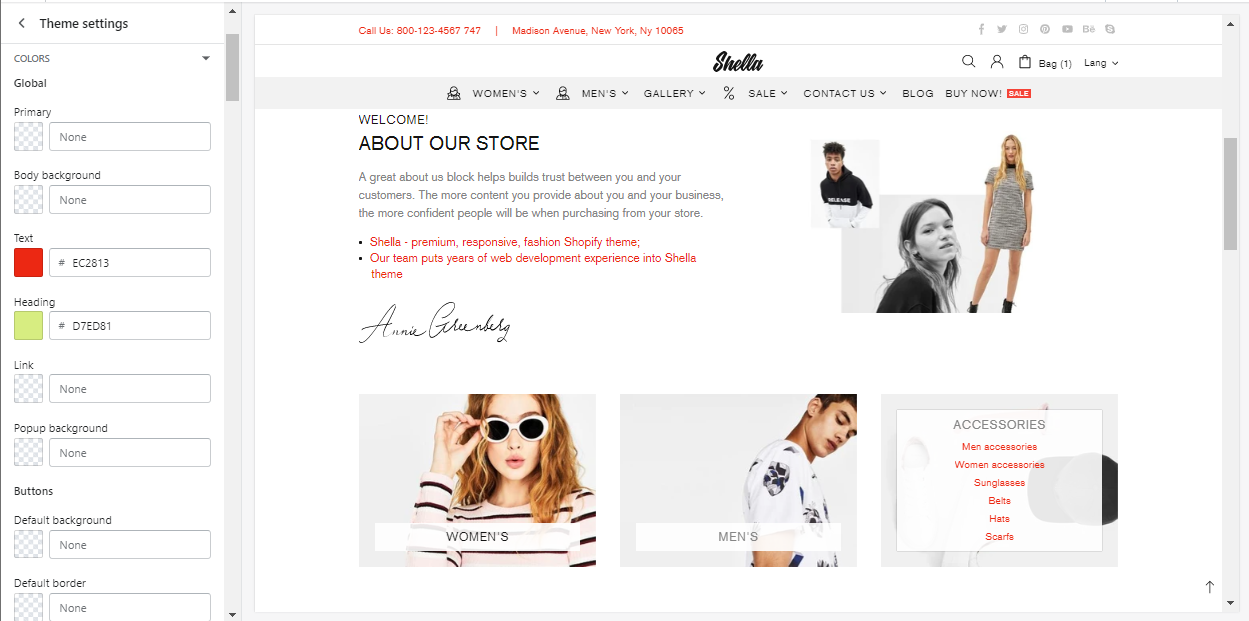 Theme settings
COLORS
Global
Primary
None
Body background
None
Text
# EC2813
Heading
# D7ED81
Link
None
Popup background
None
Buttons
Default background
None
Default border
None
Call Us: 800-123-4567 747 | Madison Avenue, New York, Ny 10065
Shella
Bag (1) Lang
WOMEN'S MEN'S GALLERY % SALE CONTACT US BLOG BUY NOW! SALE
WELCOME!
ABOUT OUR STORE
A great about us block helps builds trust between you and your
customers. The more content you provide about you and your business,
the more confident people will be when purchasing from your store.
• Shella - premium, responsive, fashion Shopify theme;
• Our team puts years of web development experience into Shella
theme
RELEASE
Annie Greenberg
WOMEN'S
MEN'S
ACCESSORIES
Men accessories
Women accessories
Sunglasses
Belts
Hats
Scarfs